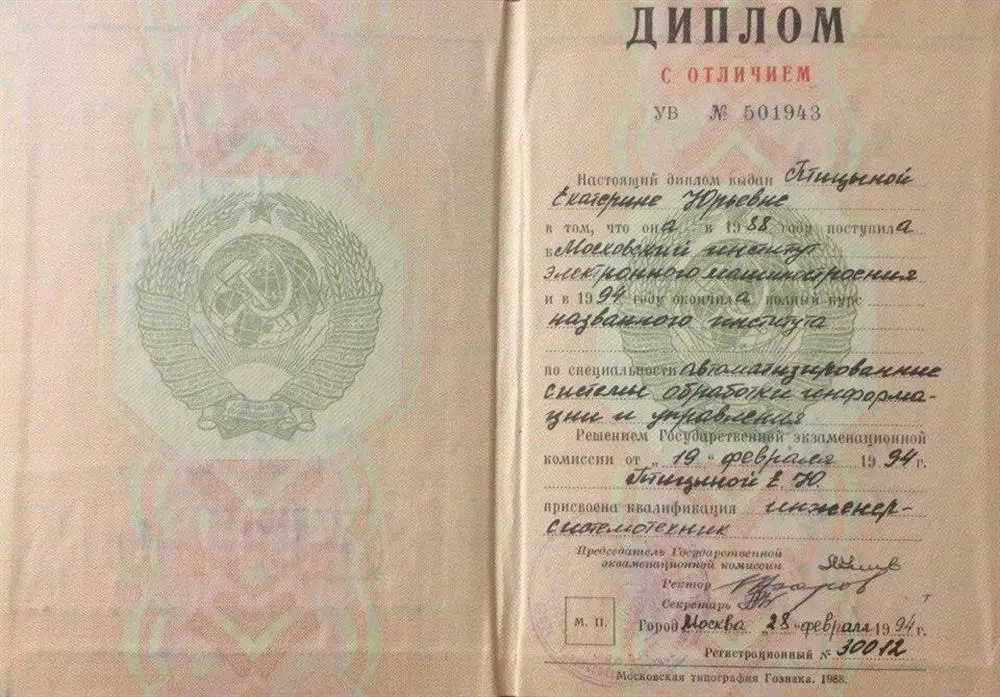 ДИПЛОМ
С ОТЛИЧИЕМ
УВ № 501943
Настоящий диплом выдан Птицыной
Екатерине Юрьевне
в том, что она в 1988 году поступила
в Московский институт
электронного машиностроения
и в 1994 году окончила полный курс
названного института
по специальности автоматизированные
системы обработки информа-
ции и управления
Решением Государственной экзаменационной
комиссии от „19" февраля 1994 г.
Птицыной Е. Ю.
присвоена квалификация инженер-
системотехник
Председатель Государственной
экзаменационной комиссии
Ректор
Секретарь
М. П.
Город Москва „28" февраля 1994 г.
Регистрационный № 30012
Московская типография Гознака. 1988.